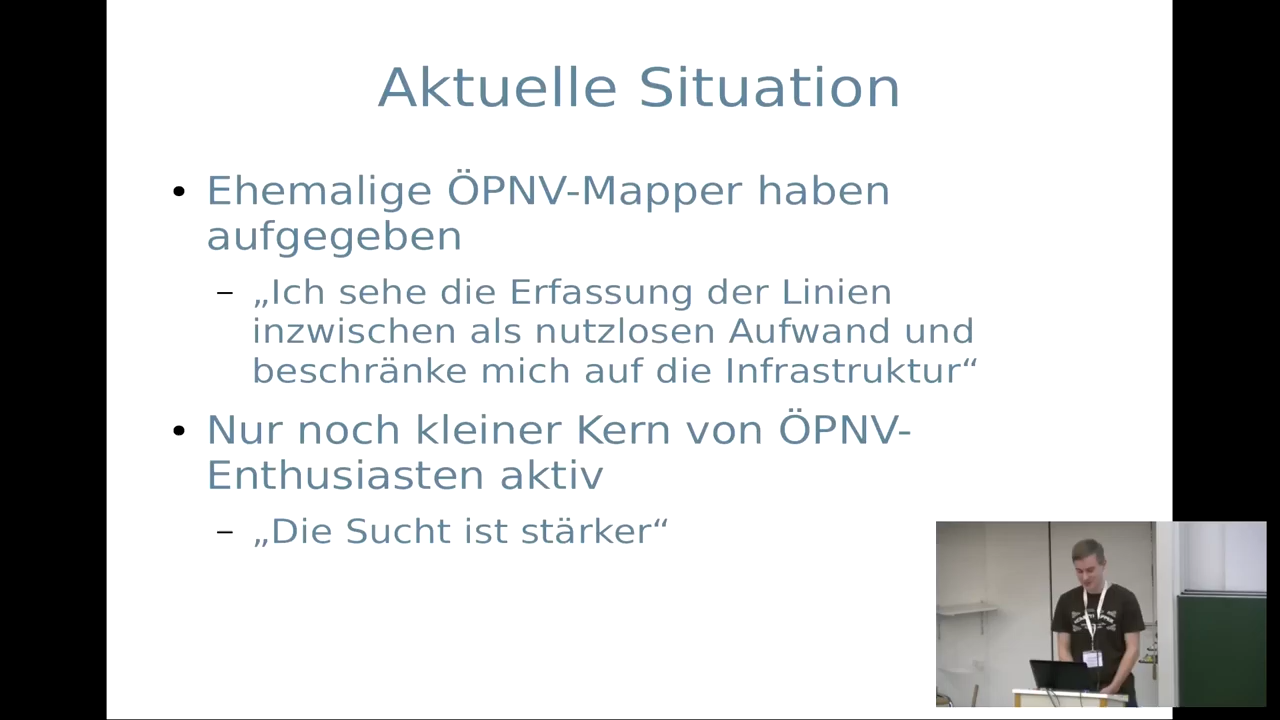 Aktuelle Situation
• Ehemalige ÖPNV-Mapper haben
aufgegeben
– „Ich sehe die Erfassung der Linien
inzwischen als nutzlosen Aufwand und
beschränke mich auf die Infrastruktur“
• Nur noch kleiner Kern von ÖPNV-
Enthusiasten aktiv
– „Die Sucht ist stärker“